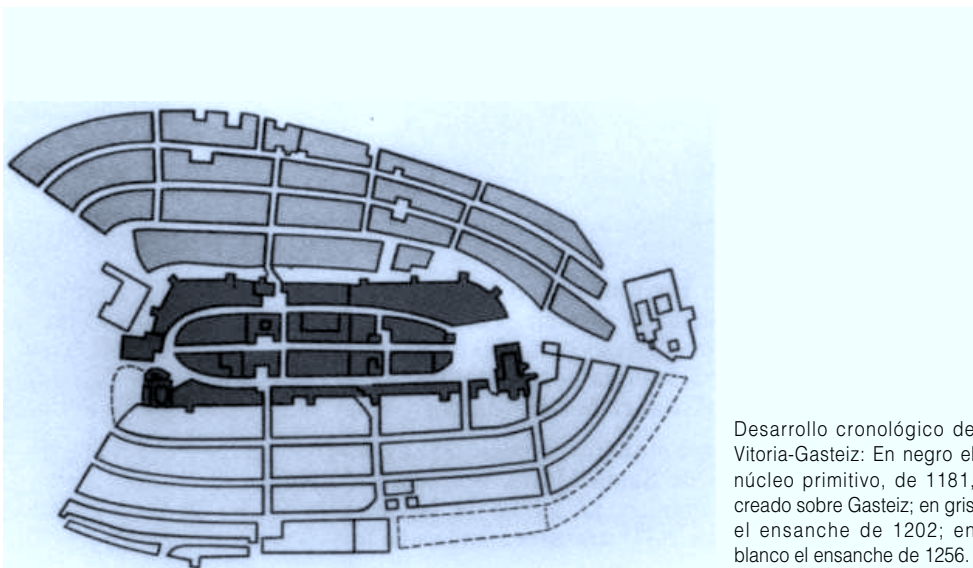 Desarrollo cronológico de
Vitoria-Gasteiz: En negro el
núcleo primitivo, de 1181,
creado sobre Gasteiz; en gris
el ensanche de 1202; en
blanco el ensanche de 1256.